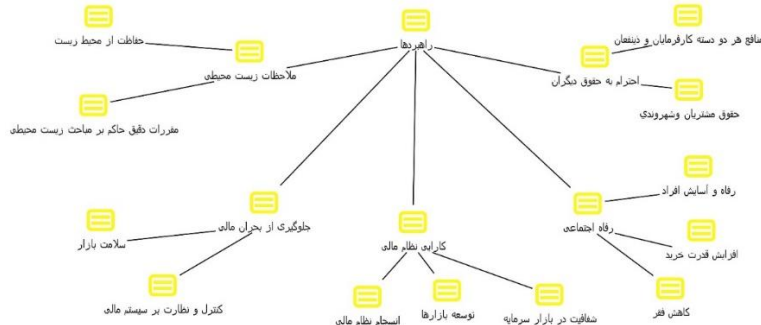 راهبردها
منافع هر دو دسته کارفرمایان و ذینفعان
حفاظت از محیط زیست
احترام به حقوق دیگران
ملاحظات زیست محیطی
حقوق مشتریان وشهروندي
مقررات دقیق حاکم بر مباحث زیست محیطی
رفاه و آسایش افراد
رفاه اجتماعی
جلوگیری از بحران مالی
کارایی نظام مالی
سلامت بازار
افزایش قدرت خرید
کنترل و نظارت بر سیستم مالی
کاهش فقر
شفافیت در بازار سرمایه
توسعه بازارها
انسجام نظام مالی